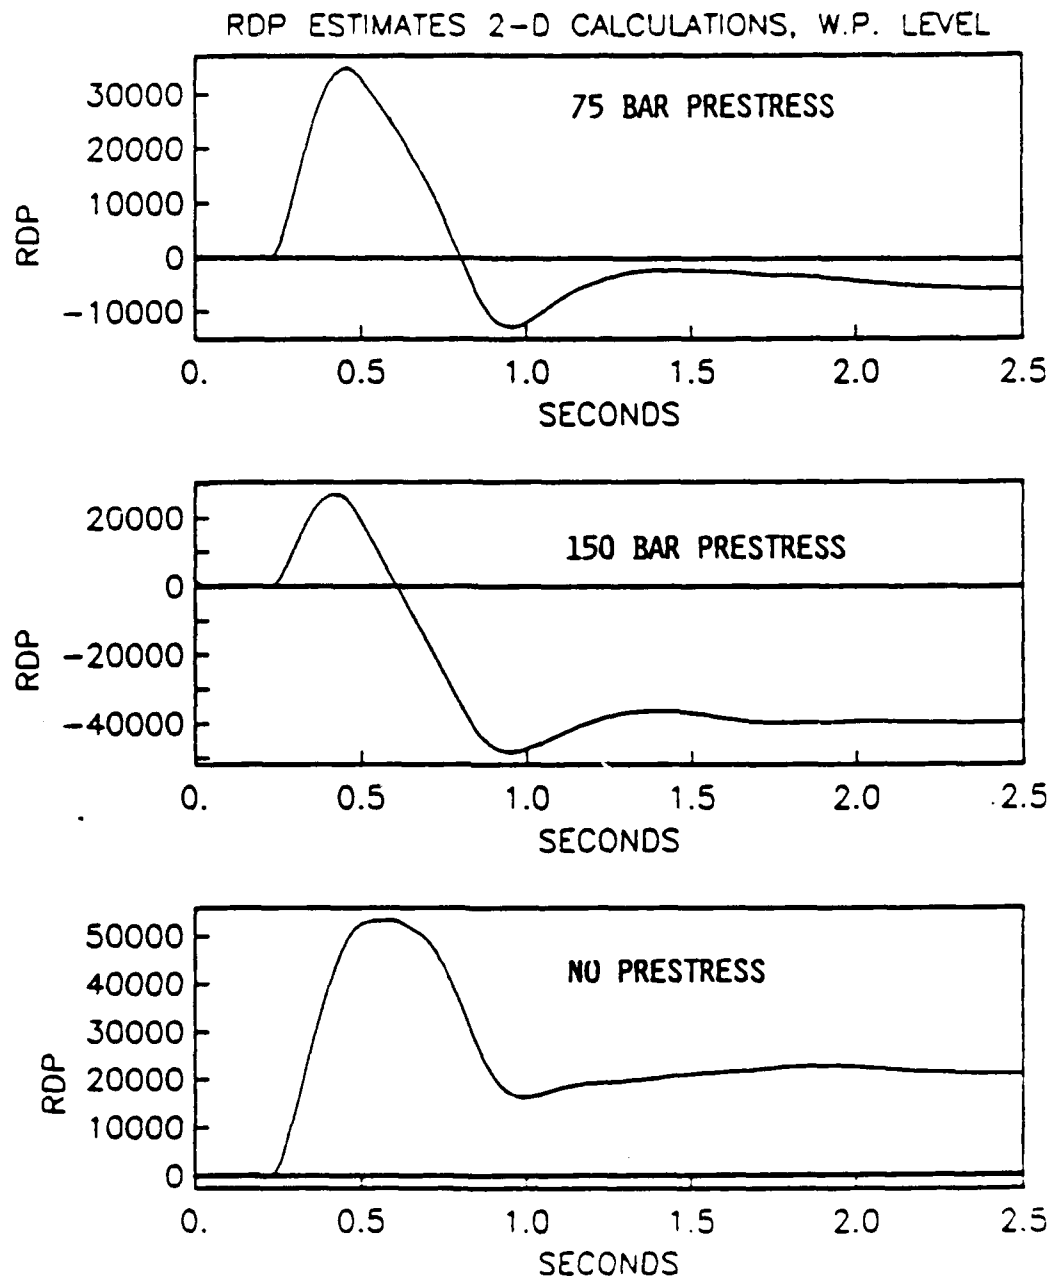 RDP ESTIMATES 2-D CALCULATIONS, W.P. LEVEL
75 BAR PRESTRESS
30000
20000
10000
0
-10000
RDP
0. 0.5 1.0 1.5 2.0 2.5
SECONDS
150 BAR PRESTRESS
20000
0
-20000
-40000
RDP
0. 0.5 1.0 1.5 2.0 2.5
SECONDS
NO PRESTRESS
50000
40000
30000
20000
10000
0
RDP
0. 0.5 1.0 1.5 2.0 2.5
SECONDS